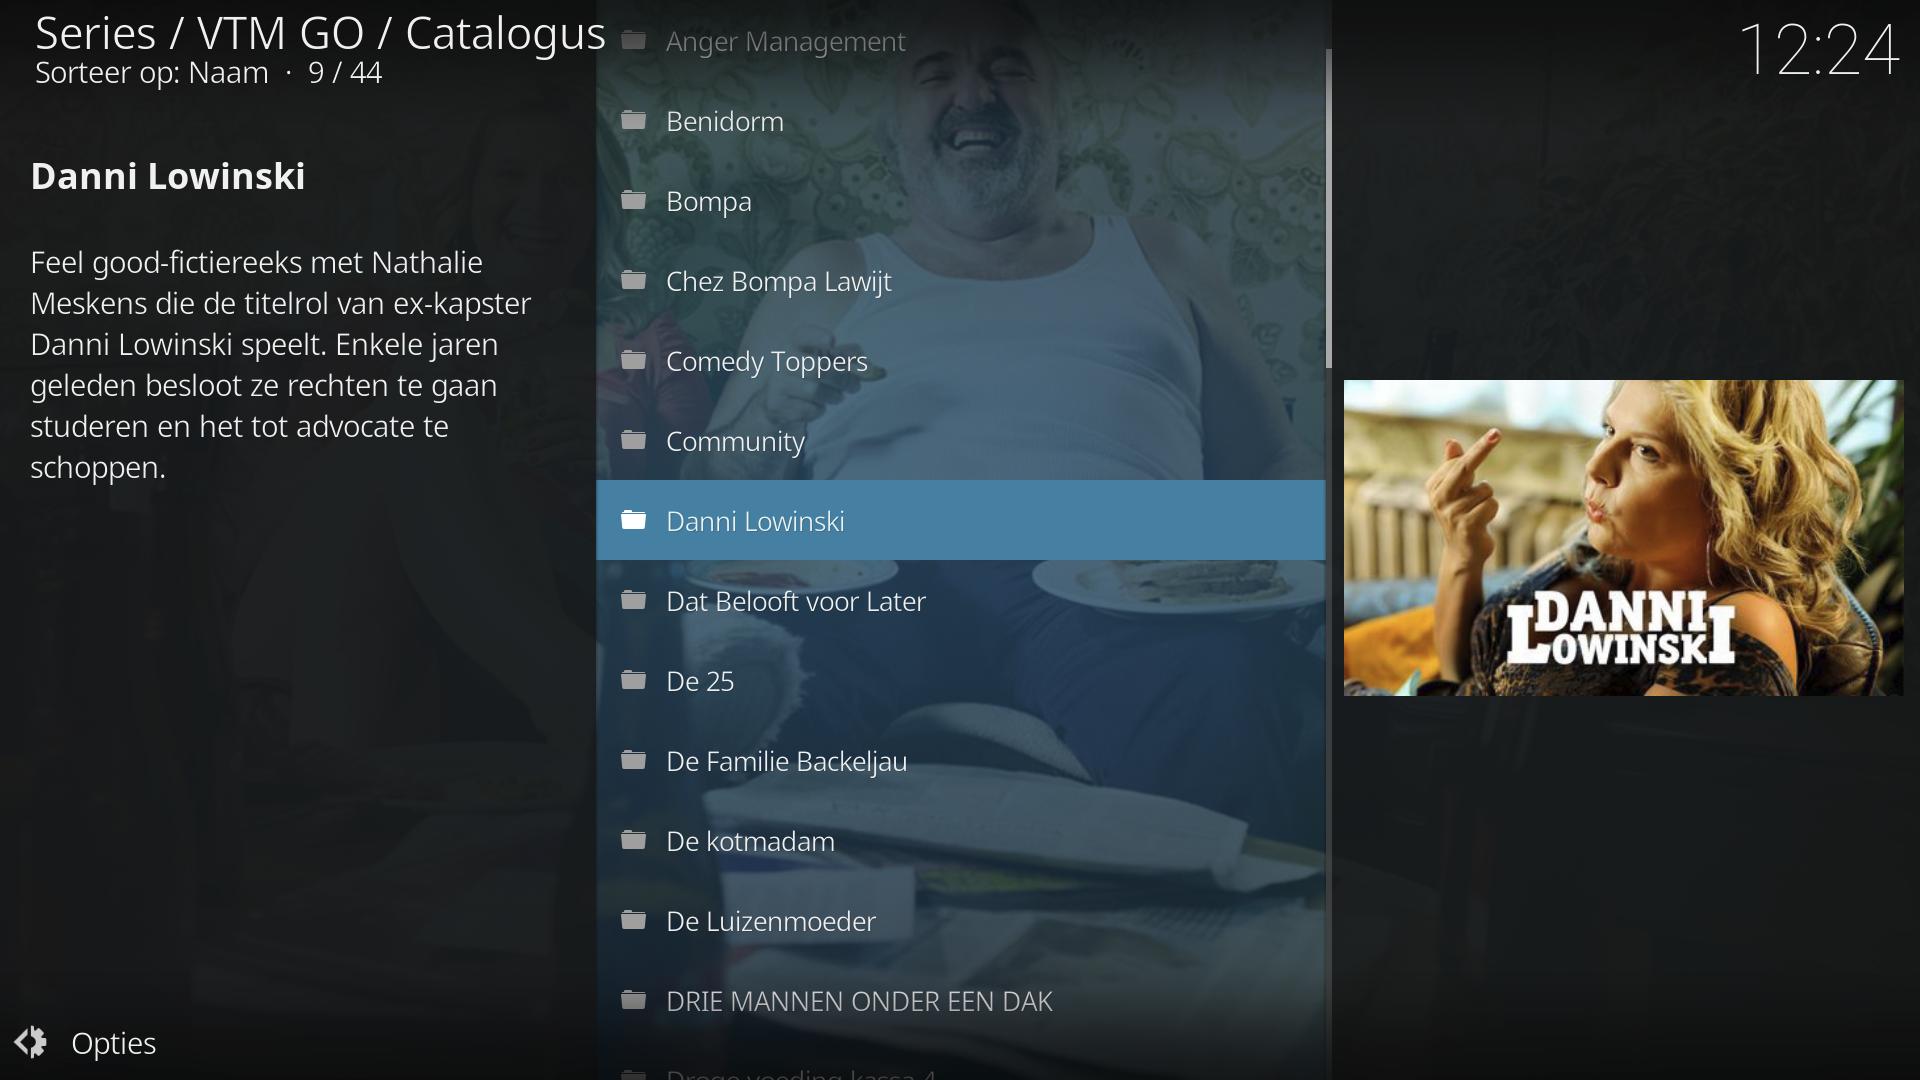 Series / VTM GO / Catalogus
Sorteer op: Naam · 9 / 44
12:24
Danni Lowinski
Feel good-fictiereeks met Nathalie
Meskens die de titelrol van ex-kapster
Danni Lowinski speelt. Enkele jaren
geleden besloot ze rechten te gaan
studeren en het tot advocate te
schoppen.
Anger Management
Benidorm
Bompa
Chez Bompa Lawijt
Comedy Toppers
Community
Danni Lowinski
Dat Belooft voor Later
De 25
De Familie Backeljau
De kotmadam
De Luizenmoeder
DRIE MANNEN ONDER EEN DAK
Droge voeding kassa 4
DANNI
LOWINSKI
Opties